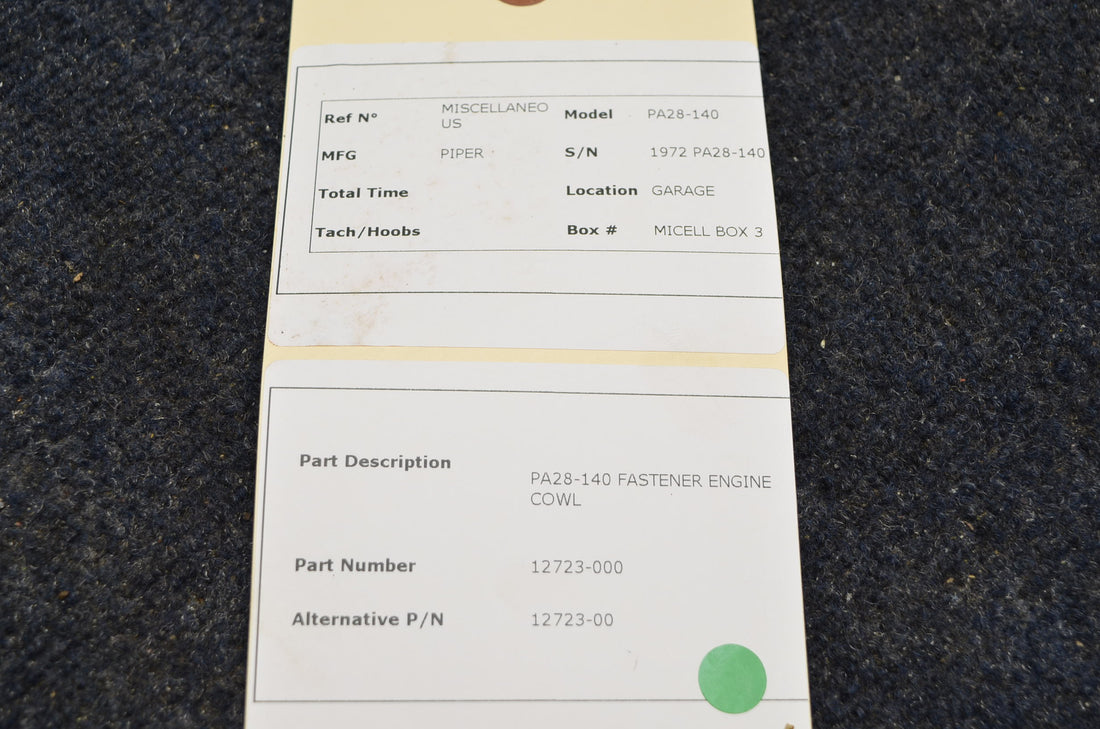 Ref N° MISCELLANEO US Model PA28-140
MFG PIPER S/N 1972 PA28-140
Total Time Location GARAGE
Tach/Hoobs Box # MICELL BOX 3
Part Description PA28-140 FASTENER ENGINE
COWL
Part Number 12723-000
Alternative P/N 12723-00